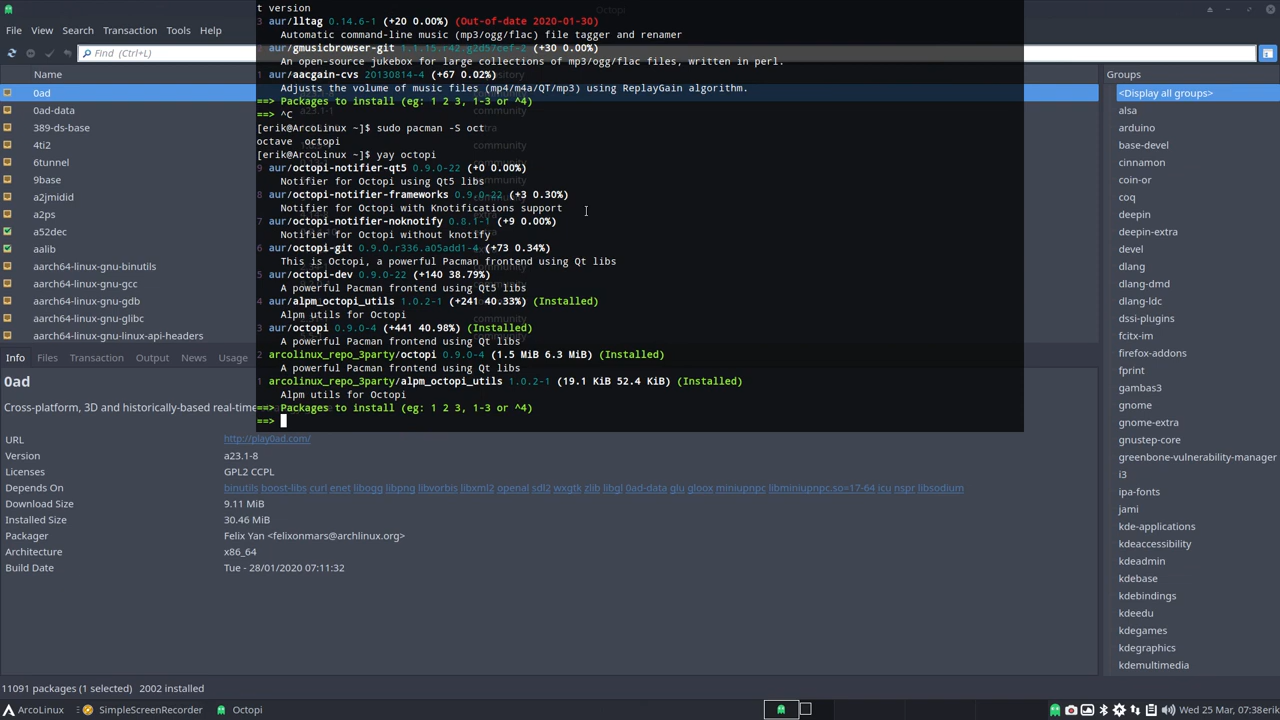 Octopi
File View Search Transaction Tools Help
Find (Ctrl+L)
Name
0ad
0ad-data
389-ds-base
4ti2
6tunnel
9base
a2jmidid
a2ps
a52dec
aalib
aarch64-linux-gnu-binutils
aarch64-linux-gnu-gcc
aarch64-linux-gnu-gdb
aarch64-linux-gnu-glibc
aarch64-linux-gnu-linux-api-headers
t version
3 aur/lltag 0.14.6-1 (+20 0.00%) (Out-of-date 2020-01-30)
Automatic command-line music (mp3/ogg/flac) file tagger and renamer
2 aur/gmusicbrowser-git 1.1.15.r42.g2d57cef-2 (+30 0.00%)
An open-source jukebox for large collections of mp3/ogg/flac files, written in perl.
1 aur/aacgain-cvs 20130814-4 (+67 0.02%)
Adjusts the volume of music files (mp4/m4a/QT/mp3) using ReplayGain algorithm.
==> Packages to install (eg: 1 2 3, 1-3 or ^4)
==> ^C
[erik@ArcoLinux ~]$ sudo pacman -S oct
octave octopi
[erik@ArcoLinux ~]$ yay octopi
9 aur/octopi-notifier-qt5 0.9.0-22 (+0 0.00%)
Notifier for Octopi using Qt5 libs
8 aur/octopi-notifier-frameworks 0.9.0-22 (+3 0.30%)
Notifier for Octopi with Knotifications support
7 aur/octopi-notifier-noknotify 0.8.1-1 (+9 0.00%)
Notifier for Octopi without knotify
6 aur/octopi-git 0.9.0.r336.a05add1-4 (+73 0.34%)
This is Octopi, a powerful Pacman frontend using Qt libs
5 aur/octopi-dev 0.9.0-22 (+140 38.79%)
A powerful Pacman frontend using Qt5 libs
4 aur/alpm_octopi_utils 1.0.2-1 (+241 40.33%) (Installed)
Alpm utils for Octopi
3 aur/octopi 0.9.0-4 (+441 40.98%) (Installed)
A powerful Pacman frontend using Qt libs
2 arcolinux_repo_3party/octopi 0.9.0-4 (1.5 MiB 6.3 MiB) (Installed)
A powerful Pacman frontend using Qt libs
1 arcolinux_repo_3party/alpm_octopi_utils 1.0.2-1 (19.1 KiB 52.4 KiB) (Installed)
Alpm utils for Octopi
==> Packages to install (eg: 1 2 3, 1-3 or ^4)
==>
Groups
<Display all groups>
alsa
arduino
base-devel
cinnamon
coin-or
coq
deepin
deepin-extra
devel
dlang
dlang-dmd
dlang-ldc
dssi-plugins
fcitx-im
firefox-addons
fprint
gambas3
gnome
gnome-extra
gnustep-core
greenbone-vulnerability-manager
i3
ipa-fonts
jami
kde-applications
kdeaccessibility
kdeadmin
kdebase
kdebindings
kdeedu
kdegames
kdegraphics
kdemultimedia
Info Files Transaction Output News Usage
0ad
Cross-platform, 3D and historically-based real-time
URL http://play0ad.com/
Version a23.1-8
Licenses GPL2 CCPL
Depends On binutils boost-libs curl enet libogg libpng libvorbis libxml2 openal sdl2 wxgtk zlib libgl 0ad-data glu gloox miniupnpc libminiupnpc.so=17-64 icu nspr libsodium
Download Size 9.11 MiB
Installed Size 30.46 MiB
Packager Felix Yan <felixonmars@archlinux.org>
Architecture x86_64
Build Date Tue - 28/01/2020 07:11:32
11091 packages (1 selected) 2002 installed
ArcoLinux SimpleScreenRecorder Octopi Wed 25 Mar, 07:38 erik